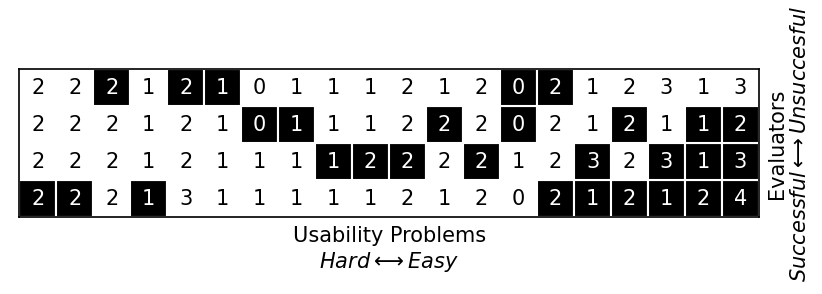 2 2 2 1 2 1 0 1 1 1 2 1 2 0 2 1 2 3 1 3
2 2 2 1 2 1 0 1 1 1 2 2 2 0 2 1 2 1 1 2
2 2 2 1 2 1 1 1 1 2 2 2 2 1 2 3 2 3 1 3
2 2 2 1 3 1 1 1 1 1 2 1 2 0 2 1 2 1 2 4
Usability Problems
Hard ⟷ Easy
Evaluators
Successful ⟷ Unsuccesful